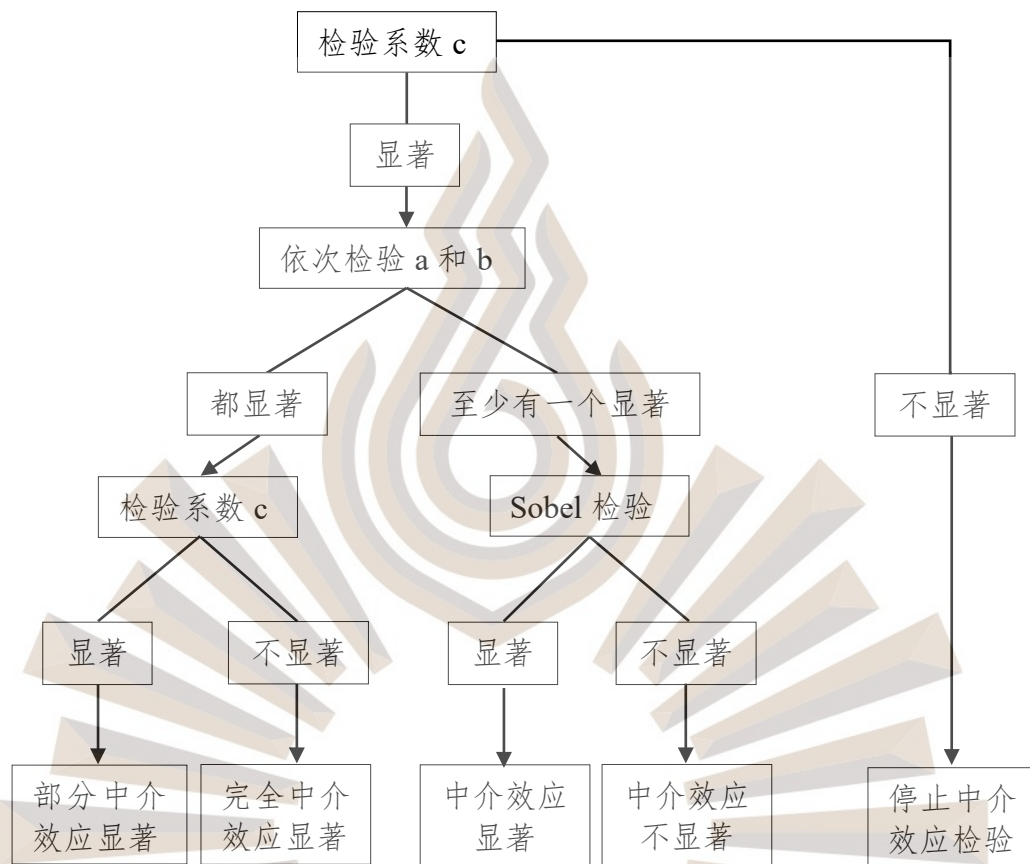 检验系数 c
显著
依次检验 a 和 b
都显著
至少有一个显著
不显著
检验系数 c
Sobel 检验
显著
不显著
显著
不显著
部分中介
效应显著
完全中介
效应显著
中介效应
显著
中介效应
不显著
停止中介
效应检验